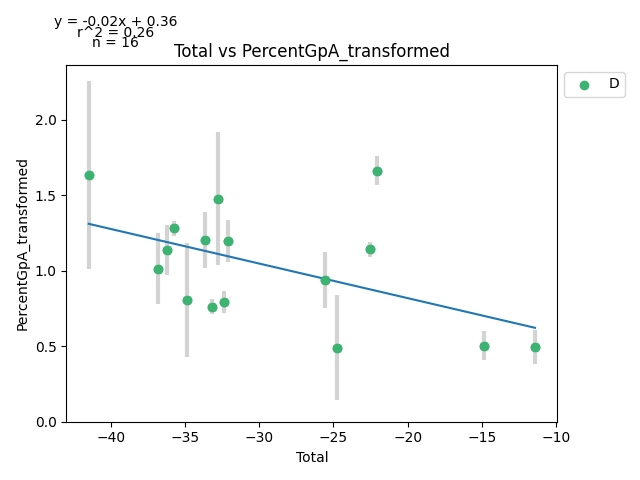 y = -0.02x + 0.36
r^2 = 0.26
n = 16
Total vs PercentGpA_transformed
D
PercentGpA_transformed
2.0
1.5
1.0
0.5
0.0
−40
−35
−30
−25
−20
−15
−10
Total